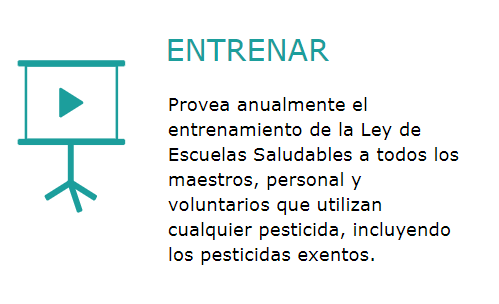 ENTRENAR
Provea anualmente el
entrenamiento de la Ley de
Escuelas Saludables a todos los
maestros, personal y
voluntarios que utilizan
cualquier pesticida, incluyendo
los pesticidas exentos.